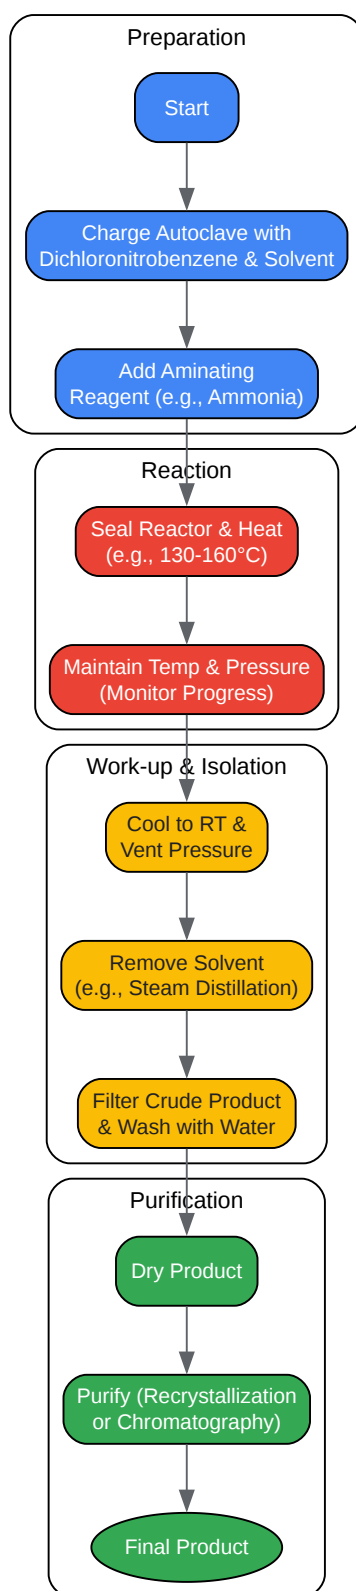 Preparation
Start
Charge Autoclave with
Dichloronitrobenzene & Solvent
Add Aminating
Reagent (e.g., Ammonia)
Reaction
Seal Reactor & Heat
(e.g., 130-160°C)
Maintain Temp & Pressure
(Monitor Progress)
Work-up & Isolation
Cool to RT &
Vent Pressure
Remove Solvent
(e.g., Steam Distillation)
Filter Crude Product
& Wash with Water
Purification
Dry Product
Purify (Recrystallization
or Chromatography)
Final Product